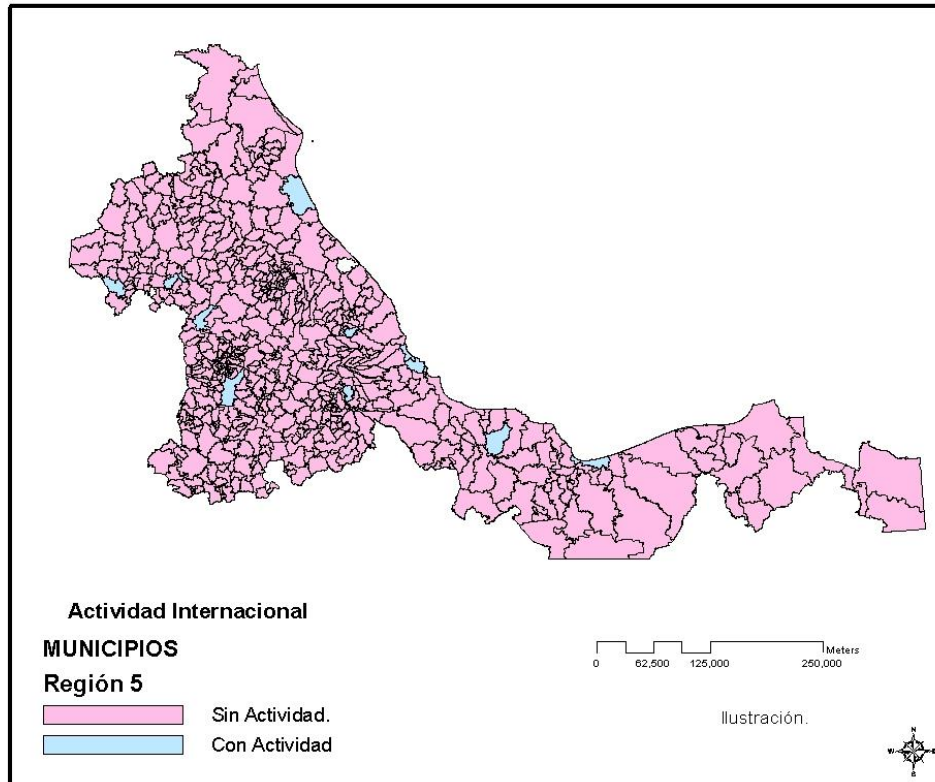 Actividad Internacional
MUNICIPIOS
Región 5
Sin Actividad.
Con Actividad
Meters
0 62,500 125,000 250,000
Ilustración.
N
W E
S